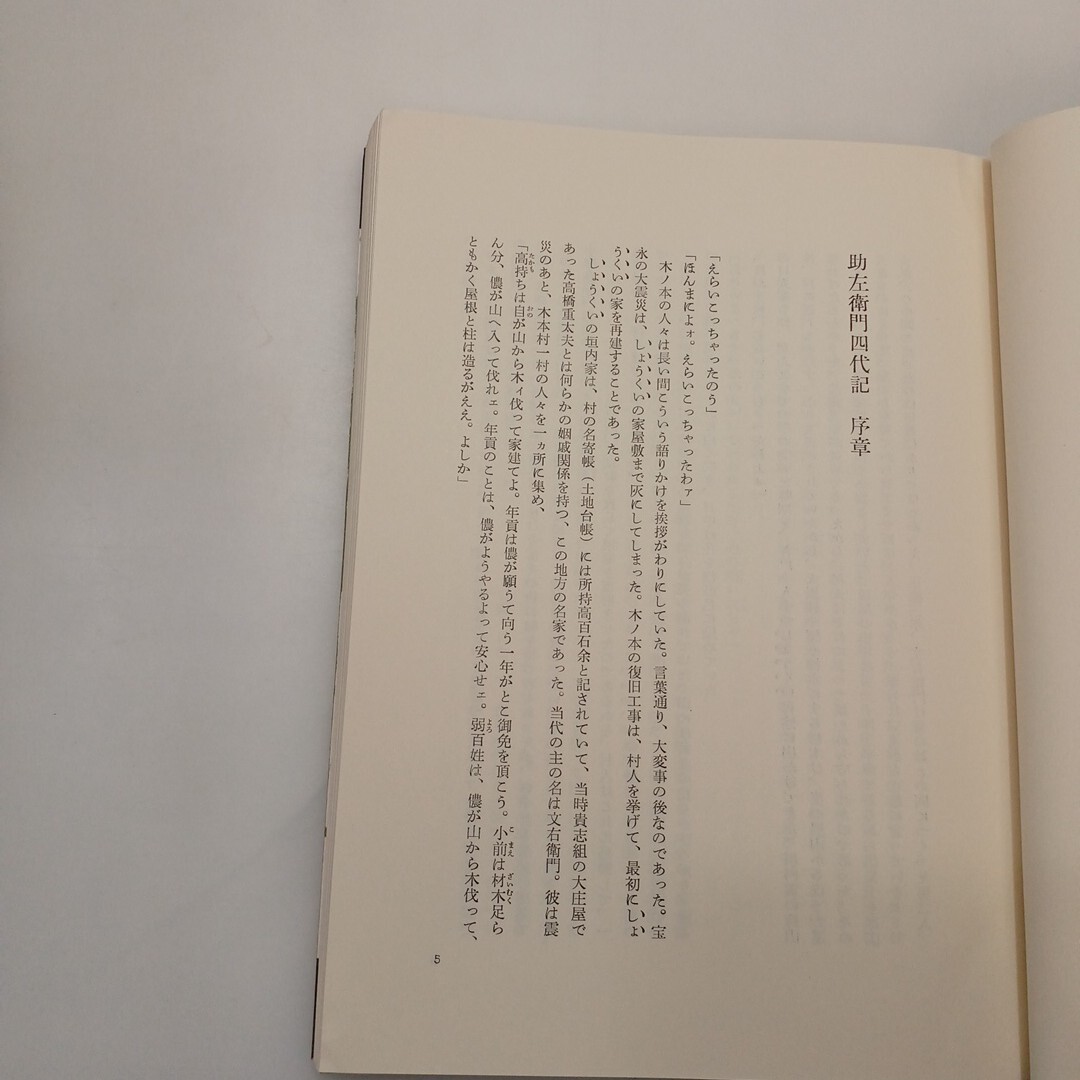 助左衛門四代記　序章
「えらいこっちゃったのう」
「ほんまによォ。えらいこっちゃったわァ」
木ノ本の人々は長い間こういう語りかけを挨拶がわりにしていた。言葉通り、大変事の後なのであった。宝
永の大震災は、しょうくいの家屋敷まで灰にしてしまった。木ノ本の復旧工事は、村人を挙げて、最初にしょ
うくいの家を再建することであった。
しょうくいの垣内家は、村の名寄帳（土地台帳）には所持高百石余と記されていて、当時貴志組の大庄屋で
あった高橋重太夫とは何らかの姻戚関係を持つ、この地方の名家であった。当代の主の名は文右衛門。彼は震
災のあと、木本村一村の人々を一ヵ所に集め、
「高持ちは自が山から木ィ伐って家建てよ。年貢は儂が願うて向う一年がとこ御免を頂こう。小前は材木足ら
ん分、儂が山へ入って伐れェ。年貢のことは、儂がようやるよって安心せェ。弱百姓は、儂が山から木伐って、
ともかく屋根と柱は造るがええ。よしか」
5